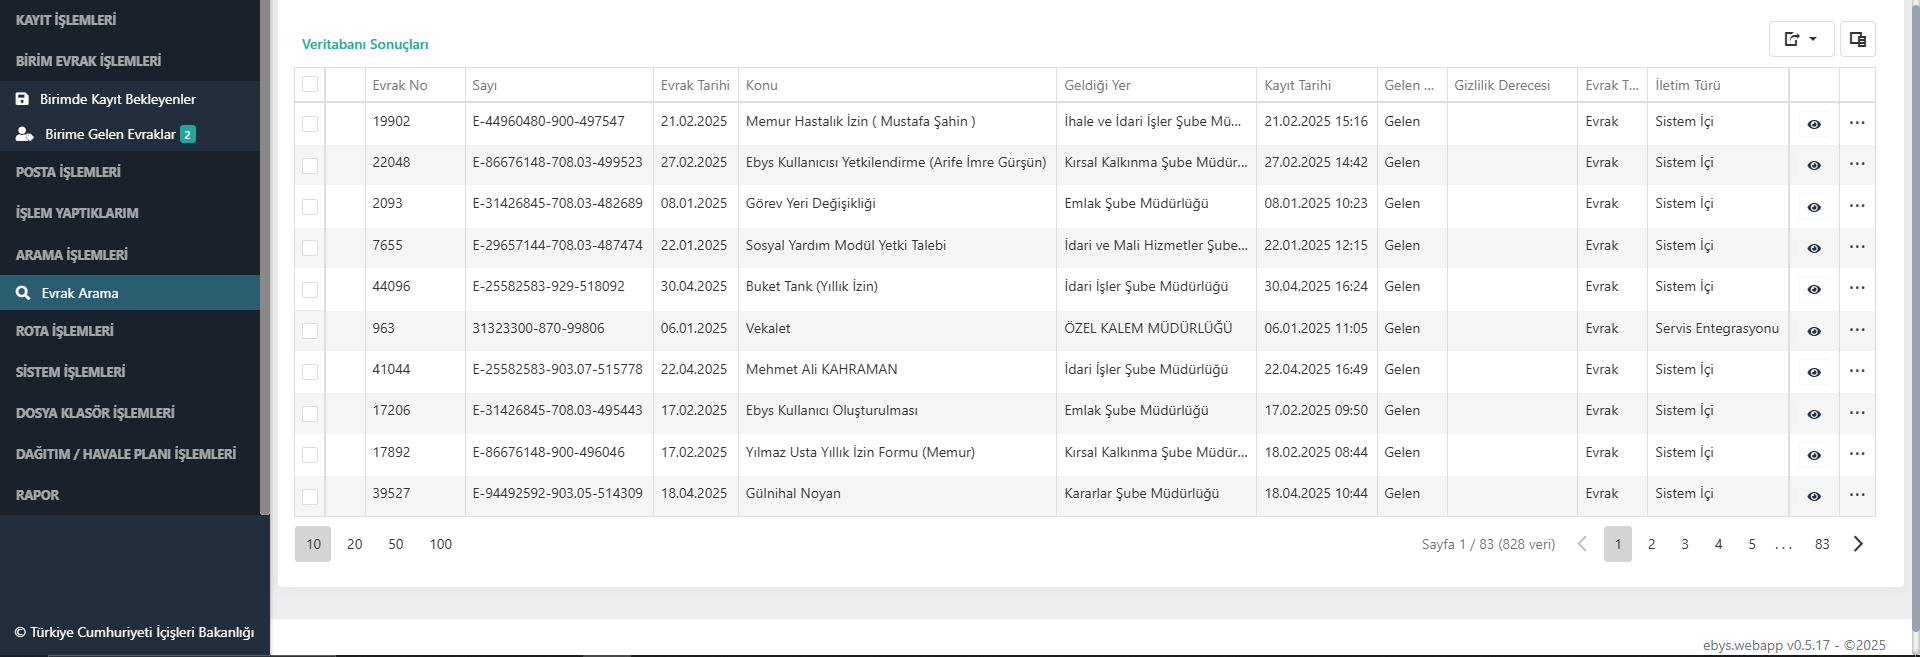 KAYIT İŞLEMLERİ
BİRİM EVRAK İŞLEMLERİ
Birimde Kayıt Bekleyenler
Birime Gelen Evraklar 2
POSTA İŞLEMLERİ
İŞLEM YAPTIKLARIM
ARAMA İŞLEMLERİ
Evrak Arama
ROTA İŞLEMLERİ
SİSTEM İŞLEMLERİ
DOSYA KLASÖR İŞLEMLERİ
DAĞITIM / HAVALE PLANI İŞLEMLERİ
RAPOR
© Türkiye Cumhuriyeti İçişleri Bakanlığı
Veritabanı Sonuçları
Evrak No Sayı Evrak Tarihi Konu Geldiği Yer Kayıt Tarihi Gelen ... Gizlilik Derecesi Evrak T... İletim Türü
19902 E-44960480-900-497547 21.02.2025 Memur Hastalık İzin ( Mustafa Şahin ) İhale ve İdari İşler Şube Mü... 21.02.2025 15:16 Gelen Evrak Sistem İçi ...
22048 E-86676148-708.03-499523 27.02.2025 Ebys Kullanıcısı Yetkilendirme (Arife İmre Gürşün) Kırsal Kalkınma Şube Müdür... 27.02.2025 14:42 Gelen Evrak Sistem İçi ...
2093 E-31426845-708.03-482689 08.01.2025 Görev Yeri Değişikliği Emlak Şube Müdürlüğü 08.01.2025 10:23 Gelen Evrak Sistem İçi ...
7655 E-29657144-708.03-487474 22.01.2025 Sosyal Yardım Modül Yetki Talebi İdari ve Mali Hizmetler Şube... 22.01.2025 12:15 Gelen Evrak Sistem İçi ...
44096 E-25582583-929-518092 30.04.2025 Buket Tank (Yıllık İzin) İdari İşler Şube Müdürlüğü 30.04.2025 16:24 Gelen Evrak Sistem İçi ...
963 31323300-870-99806 06.01.2025 Vekalet ÖZEL KALEM MÜDÜRLÜĞÜ 06.01.2025 11:05 Gelen Evrak Servis Entegrasyonu ...
41044 E-25582583-903.07-515778 22.04.2025 Mehmet Ali KAHRAMAN İdari İşler Şube Müdürlüğü 22.04.2025 16:49 Gelen Evrak Sistem İçi ...
17206 E-31426845-708.03-495443 17.02.2025 Ebys Kullanıcı Oluşturulması Emlak Şube Müdürlüğü 17.02.2025 09:50 Gelen Evrak Sistem İçi ...
17892 E-86676148-900-496046 17.02.2025 Yılmaz Usta Yıllık İzin Formu (Memur) Kırsal Kalkınma Şube Müdür... 18.02.2025 08:44 Gelen Evrak Sistem İçi ...
39527 E-94492592-903.05-514309 18.04.2025 Gülnihal Noyan Kararlar Şube Müdürlüğü 18.04.2025 10:44 Gelen Evrak Sistem İçi ...
10 20 50 100 Sayfa 1 / 83 (828 veri) 1 2 3 4 5 ... 83
ebys.webapp v0.5.17 - ©2025